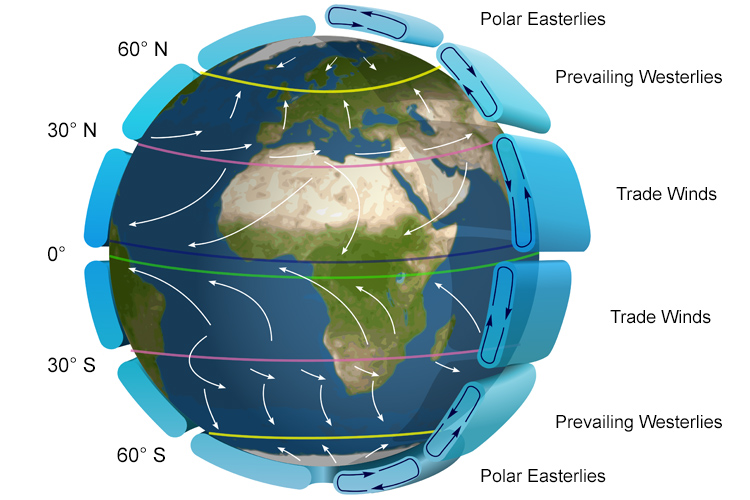 Polar Easterlies
60° N
Prevailing Westerlies
30° N
Trade Winds
0°
Trade Winds
30° S
Prevailing Westerlies
60° S
Polar Easterlies